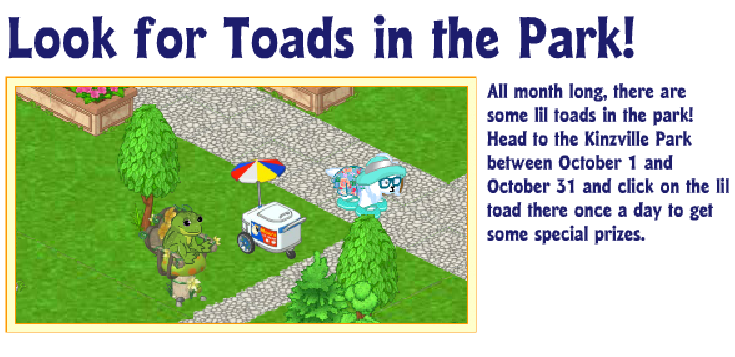 Look for Toads in the Park!
All month long, there are
some lil toads in the park!
Head to the Kinzville Park
between October 1 and
October 31 and click on the lil
toad there once a day to get
some special prizes.